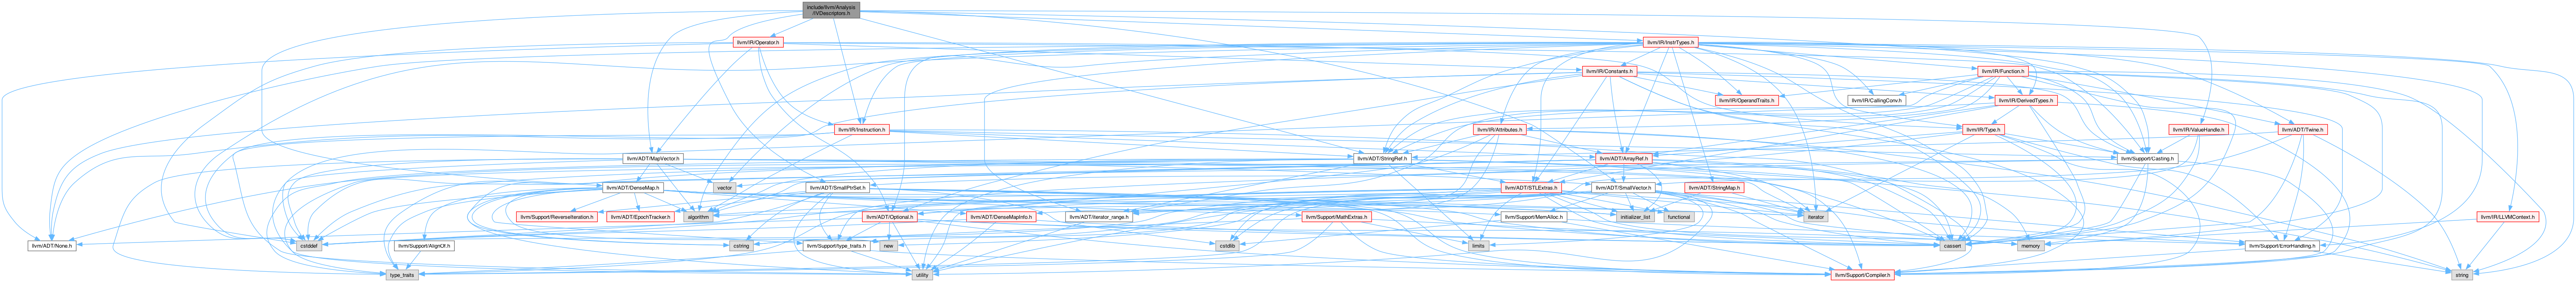 include/llvm/Analysis
/IVDescriptors.h
llvm/IR/Operator.h
llvm/IR/InstrTypes.h
llvm/IR/Constants.h
llvm/IR/Function.h
llvm/IR/OperandTraits.h
llvm/IR/CallingConv.h
llvm/IR/DerivedTypes.h
llvm/IR/Instruction.h
llvm/IR/Attributes.h
llvm/IR/Type.h
llvm/IR/ValueHandle.h
llvm/ADT/Twine.h
llvm/ADT/MapVector.h
llvm/ADT/StringRef.h
llvm/ADT/ArrayRef.h
llvm/Support/Casting.h
llvm/ADT/DenseMap.h
vector
llvm/ADT/SmallPtrSet.h
llvm/ADT/STLExtras.h
llvm/ADT/SmallVector.h
llvm/ADT/StringMap.h
llvm/Support/ReverseIteration.h
llvm/ADT/EpochTracker.h
algorithm
llvm/ADT/Optional.h
llvm/ADT/DenseMapInfo.h
llvm/ADT/iterator_range.h
llvm/Support/MathExtras.h
llvm/Support/MemAlloc.h
initializer_list
functional
iterator
llvm/IR/LLVMContext.h
llvm/ADT/None.h
cstddef
llvm/Support/AlignOf.h
cstring
llvm/Support/type_traits.h
new
cstdlib
limits
cassert
memory
llvm/Support/ErrorHandling.h
type_traits
utility
llvm/Support/Compiler.h
string